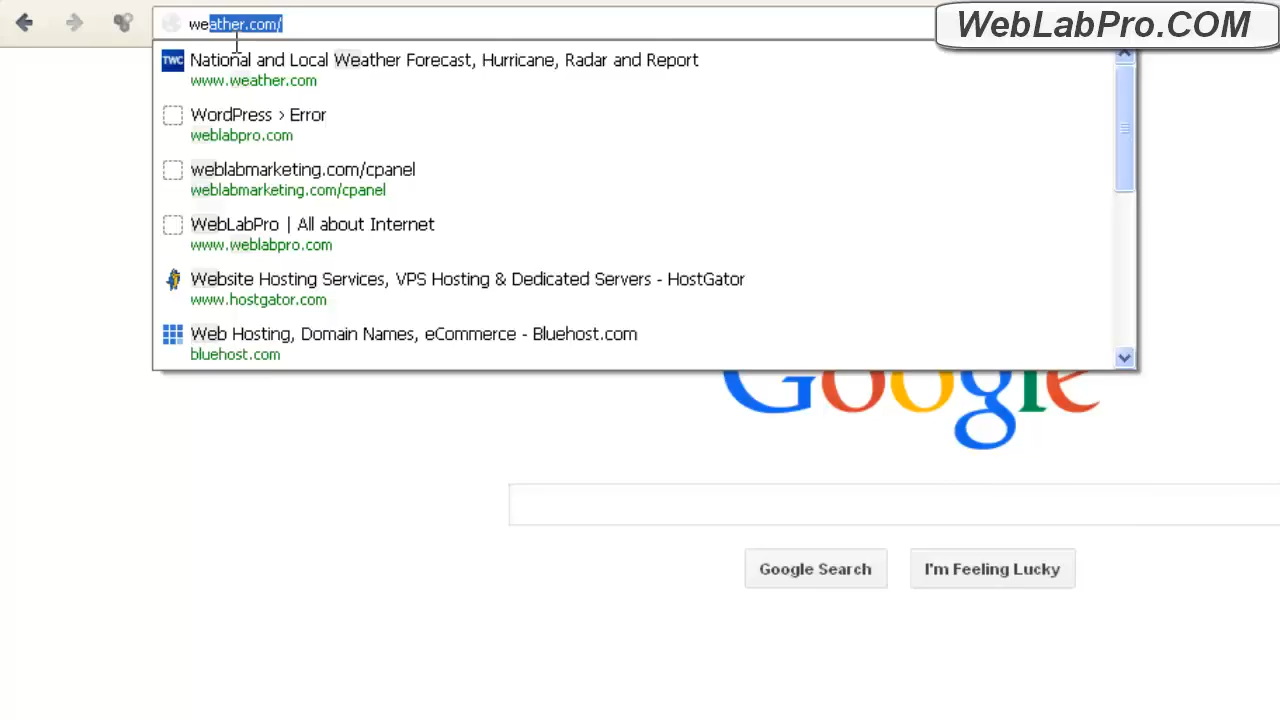 weather.com/
WebLabPro.COM
TWC
National and Local Weather Forecast, Hurricane, Radar and Report
www.weather.com
WordPress › Error
weblabpro.com
weblabmarketing.com/cpanel
weblabmarketing.com/cpanel
WebLabPro | All about Internet
www.weblabpro.com
Website Hosting Services, VPS Hosting & Dedicated Servers - HostGator
www.hostgator.com
Web Hosting, Domain Names, eCommerce - Bluehost.com
bluehost.com
Google
Google Search
I'm Feeling Lucky